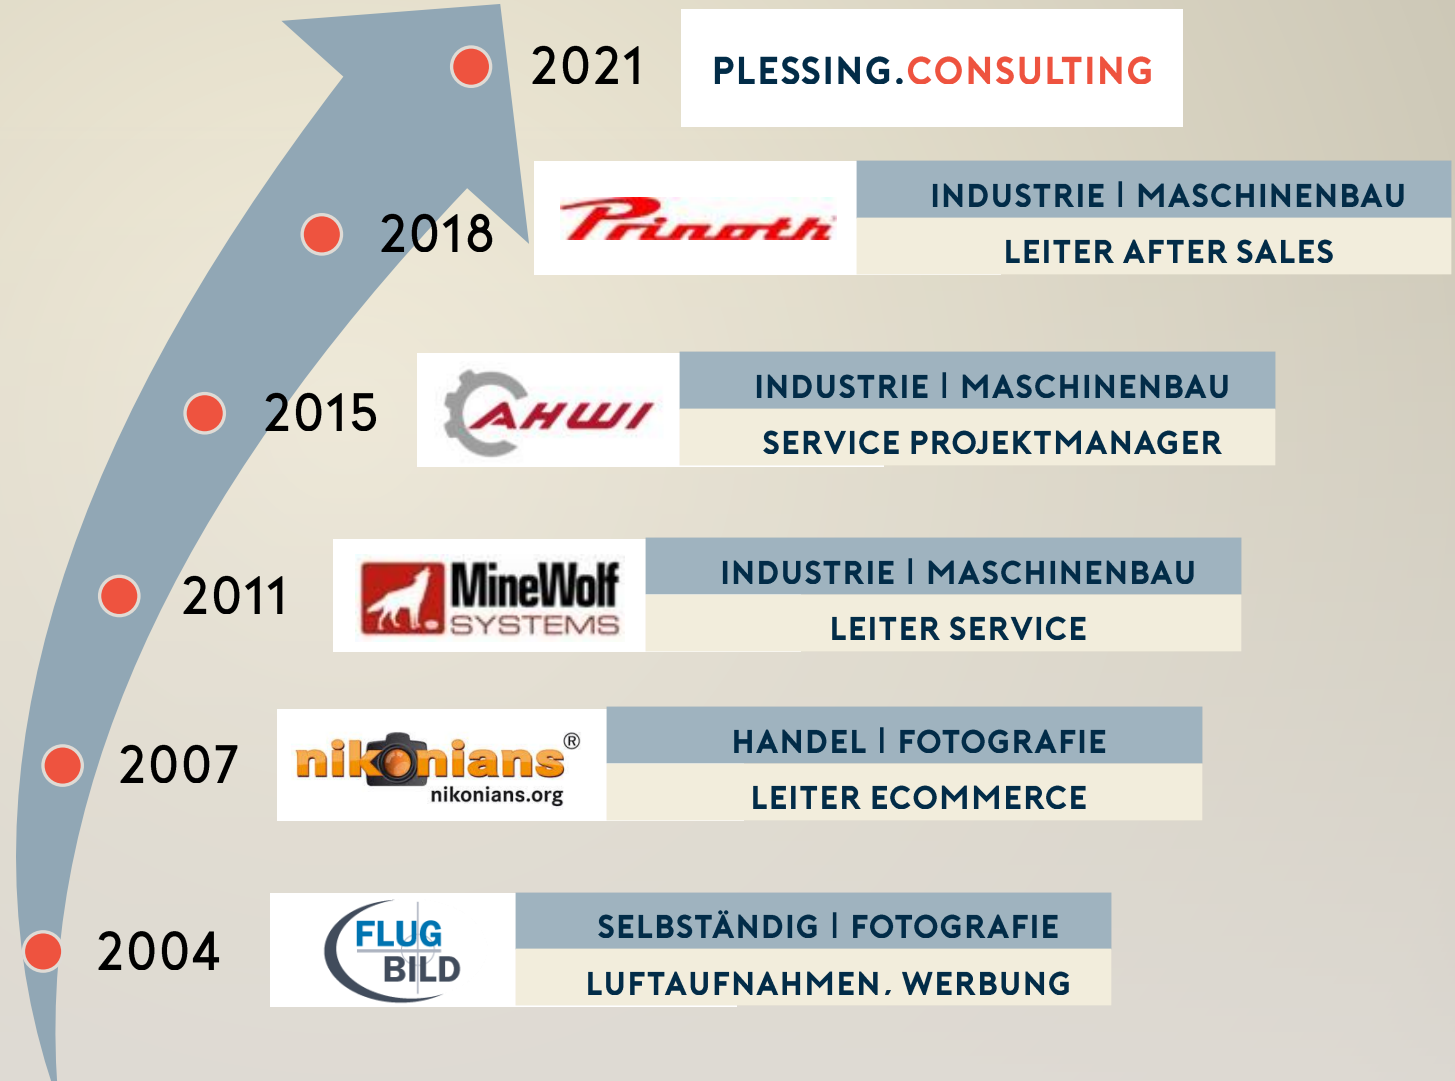 2021
PLESSING.CONSULTING
2018
Prinoth
INDUSTRIE | MASCHINENBAU
LEITER AFTER SALES
2015
AHWI
INDUSTRIE | MASCHINENBAU
SERVICE PROJEKTMANAGER
2011
MineWolf
SYSTEMS
INDUSTRIE | MASCHINENBAU
LEITER SERVICE
2007
nikonians®
nikonians.org
HANDEL | FOTOGRAFIE
LEITER ECOMMERCE
2004
FLUG
BILD
SELBSTÄNDIG | FOTOGRAFIE
LUFTAUFNAHMEN, WERBUNG